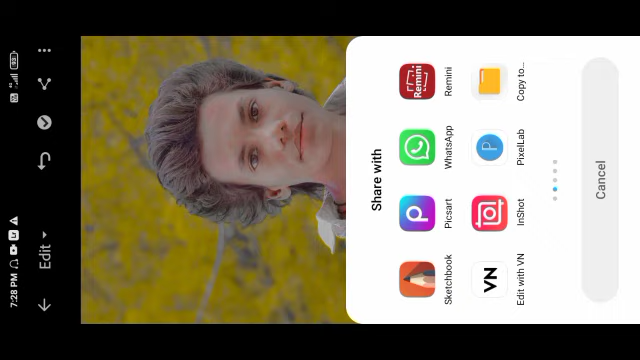 7:28 PM
Edit
Share with
Sketchbook
Picsart
WhatsApp
Remini
Remini
Edit with VN
VN
InShot
PixelLab
Copy to...
Cancel